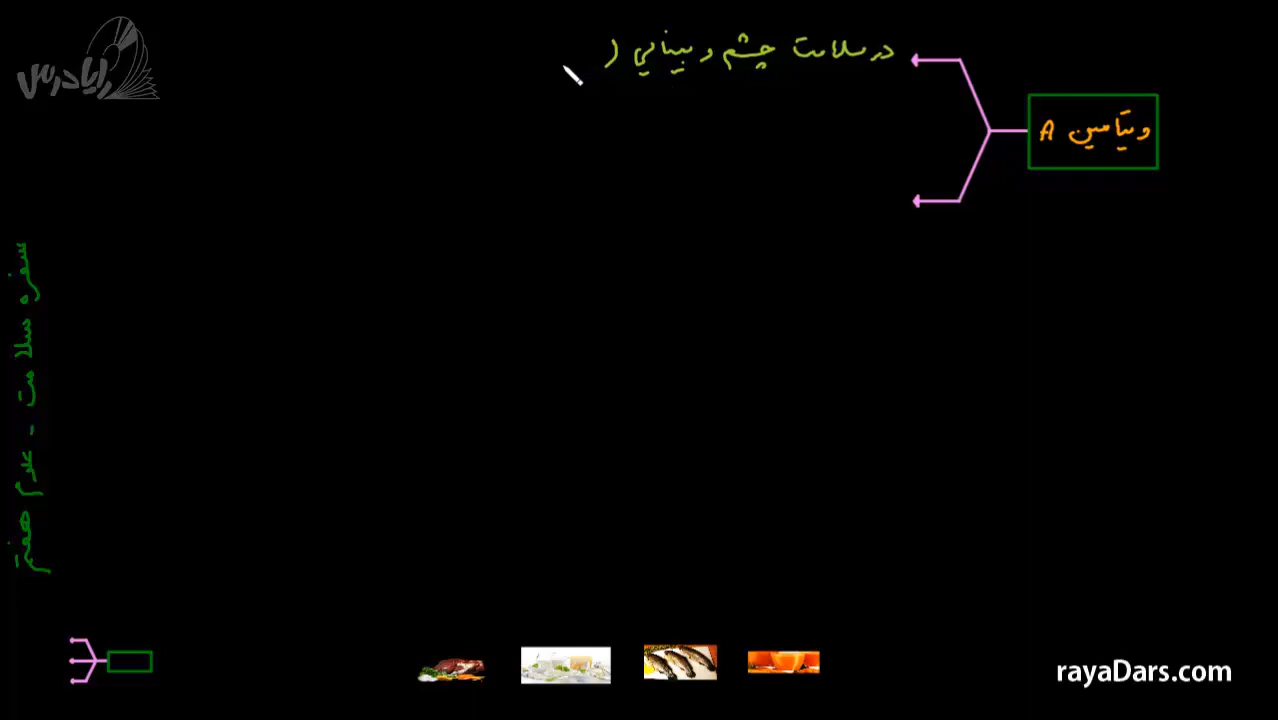 در سلامت چشم و بینایی (
ویتامین A
سفره سلامت - علوم هفتم
رایادرس
rayaDars.com